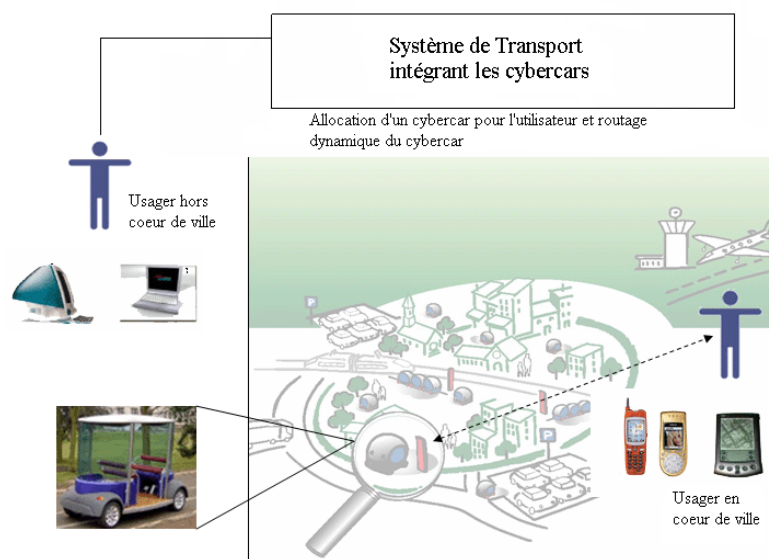 Système de Transport
intégrant les cybercars
Allocation d'un cybercar pour l'utilisateur et routage
dynamique du cybercar
Usager hors
coeur de ville
P
P
Usager en
coeur de ville